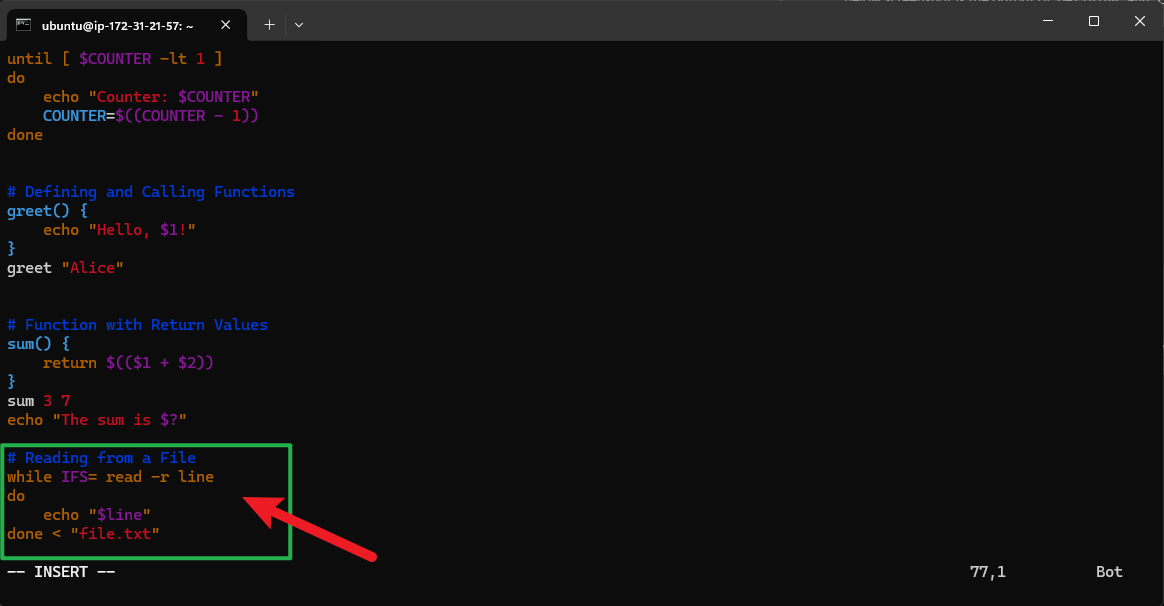 ubuntu@ip-172-31-21-57: ~
until [ $COUNTER -lt 1 ]
do
    echo "Counter: $COUNTER"
    COUNTER=$((COUNTER - 1))
done
# Defining and Calling Functions
greet() {
    echo "Hello, $1!"
}
greet "Alice"
# Function with Return Values
sum() {
    return $(($1 + $2))
}
sum 3 7
echo "The sum is $?"
# Reading from a File
while IFS= read -r line
do
    echo "$line"
done < "file.txt"
-- INSERT -- 77,1 Bot